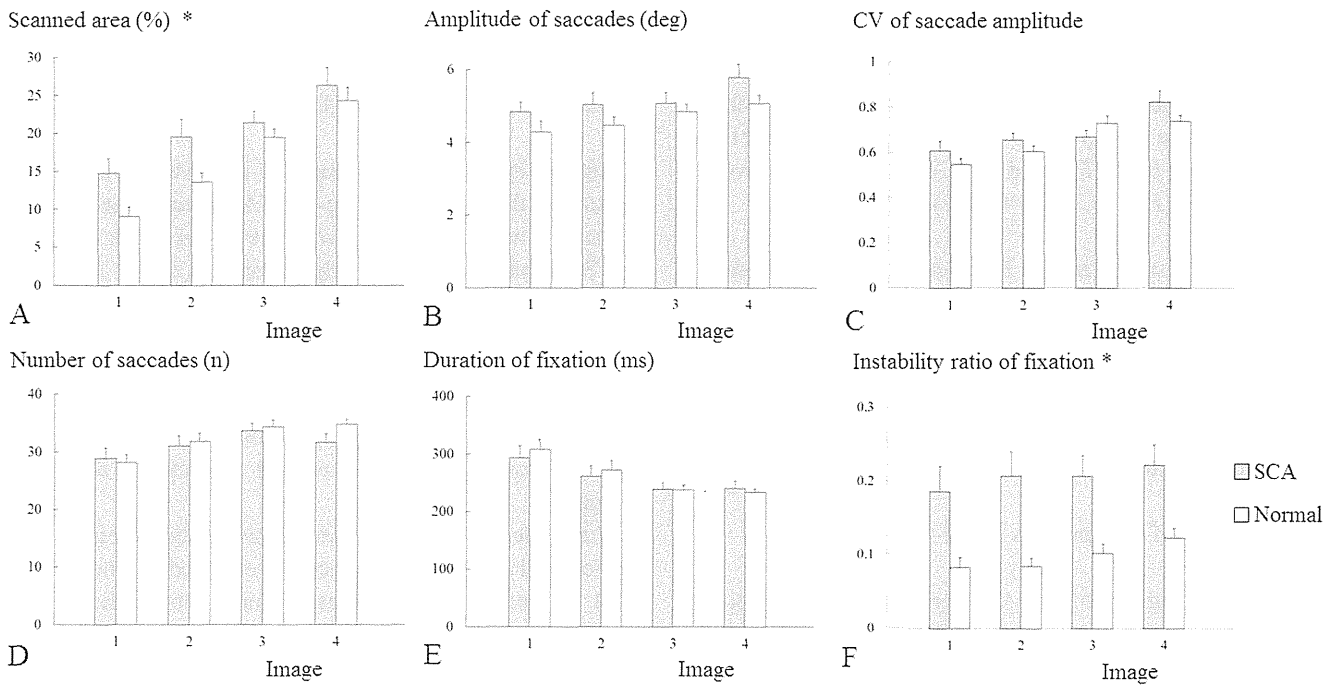 Scanned area (%) *
30
25
20
15
10
5
0
1 2 3 4
A
Image
Amplitude of saccades (deg)
6
4
2
0
1 2 3 4
B
Image
CV of saccade amplitude
1
0.8
0.6
0.4
0.2
0
1 2 3 4
C
Image
Number of saccades (n)
40
30
20
10
0
1 2 3 4
D
Image
Duration of fixation (ms)
400
300
200
100
0
1 2 3 4
E
Image
Instability ratio of fixation *
0.3
0.2
0.1
0
1 2 3 4
F
Image
SCA
Normal